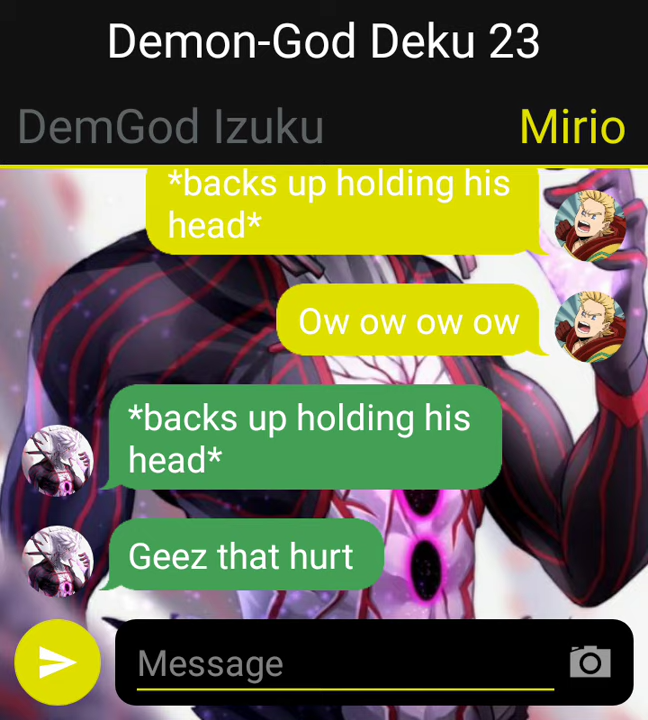 Demon-God Deku 23
DemGod Izuku
Mirio
*backs up holding his
head*
Ow ow ow ow
*backs up holding his
head*
Geez that hurt
Message